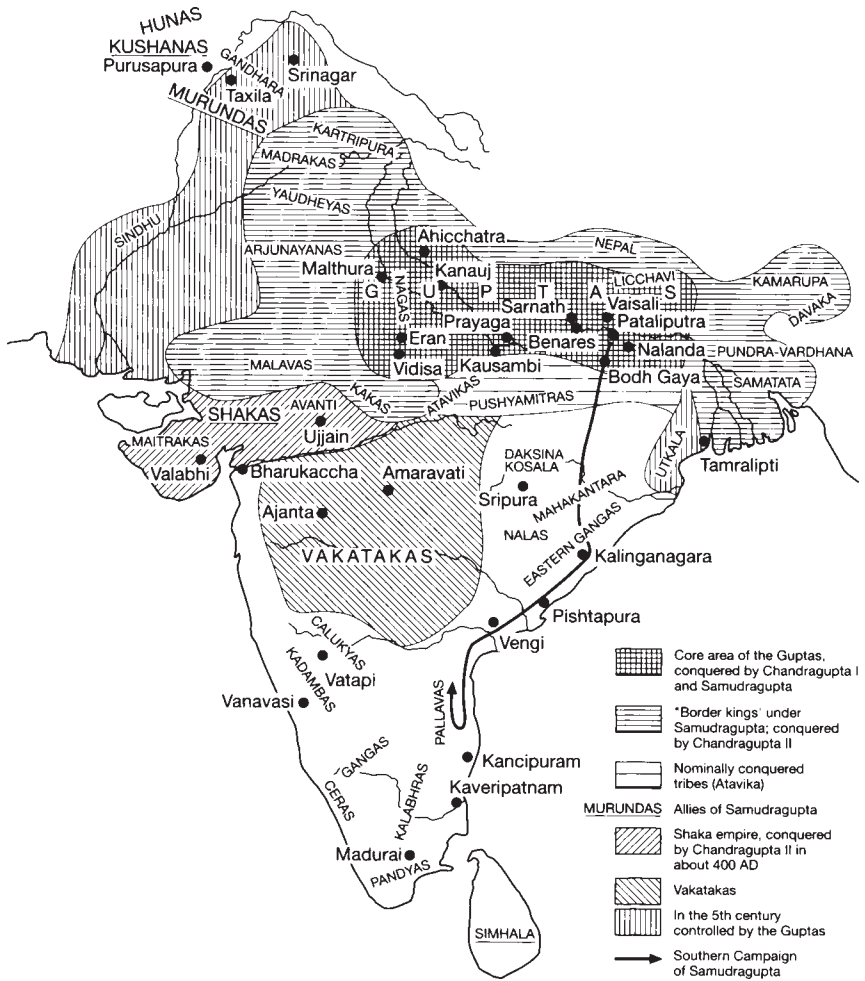 HUNAS
KUSHANAS
Purusapura
GANDHARA
Srinagar
Taxila
MURUNDAS
KARTRIPURA
MADRAKAS
YAUDHEYAS
SINDHU
ARJUNAYANAS
Ahicchatra
NEPAL
Malthura
Kanauj
LICCHAVI
KAMARUPA
G U P T A S
NAGAS
Sarnath
Vaisali
DAVAKA
Prayaga
Pataliputra
Eran
Benares
Nalanda
PUNDRA-VARDHANA
MALAVAS
Vidisa
Kausambi
Bodh Gaya
KAKAS
ATAVIKAS
PUSHYAMITRAS
SAMATATA
SHAKAS
AVANTI
MAITRAKAS
Ujjain
UTKALA
Valabhi
Bharukaccha
Amaravati
DAKSINA
KOSALA
Tamralipti
Ajanta
Sripura
MAHAKANTARA
NALAS
VAKATAKAS
EASTERN GANGAS
Kalinganagara
Pishtapura
CALUKYAS
Vengi
KADAMBAS
Vatapi
Vanavasi
PALLAVAS
GANGAS
Kancipuram
CERAS
KALABHRAS
Kaveripatnam
Madurai
PANDYAS
SIMHALA
Core area of the Guptas,
conquered by Chandragupta I
and Samudragupta
"Border kings' under
Samudragupta; conquered
by Chandragupta II
Nominally conquered
tribes (Atavika)
MURUNDAS Allies of Samudragupta
Shaka empire, conquered
by Chandragupta II in
about 400 AD
Vakatakas
In the 5th century
controlled by the Guptas
Southern Campaign
of Samudragupta